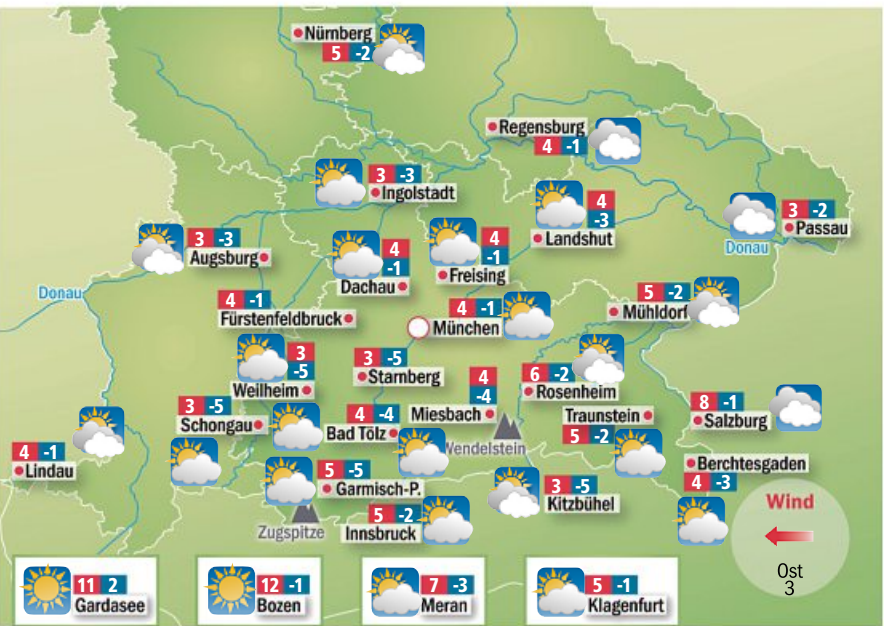 Nürnberg
5 -2
Regensburg
4 -1
3 -3
Ingolstadt
4
-3
Landshut
3 -2
Passau
Donau
3 -3
Augsburg
4
-1
Dachau
4
-1
Freising
Donau
4 -1
Fürstenfeldbruck
4 -1
München
5 -2
Mühldorf
3
-5
Weilheim
3 -5
Starnberg
4
-4
Miesbach
6 -2
Rosenheim
3 -5
Schongau
4 -4
Bad Tölz
Traunstein
5 -2
8 -1
Salzburg
Wendelstein
4 -1
Lindau
5 -5
Garmisch-P.
3 -5
Kitzbühel
Berchtesgaden
4 -3
Zugspitze
5 -2
Innsbruck
Wind
Ost
3
11 2
Gardasee
12 -1
Bozen
7 -3
Meran
5 -1
Klagenfurt